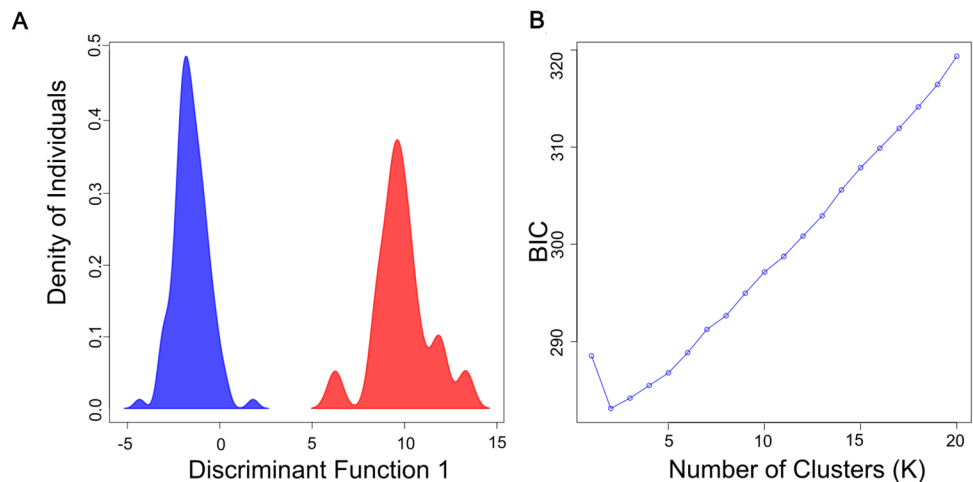 A
Denity of Individuals
0.5
0.4
0.3
0.2
0.1
0.0
-5 0 5 10 15
Discriminant Function 1
B
BIC
320
310
300
290
5 10 15 20
Number of Clusters (K)